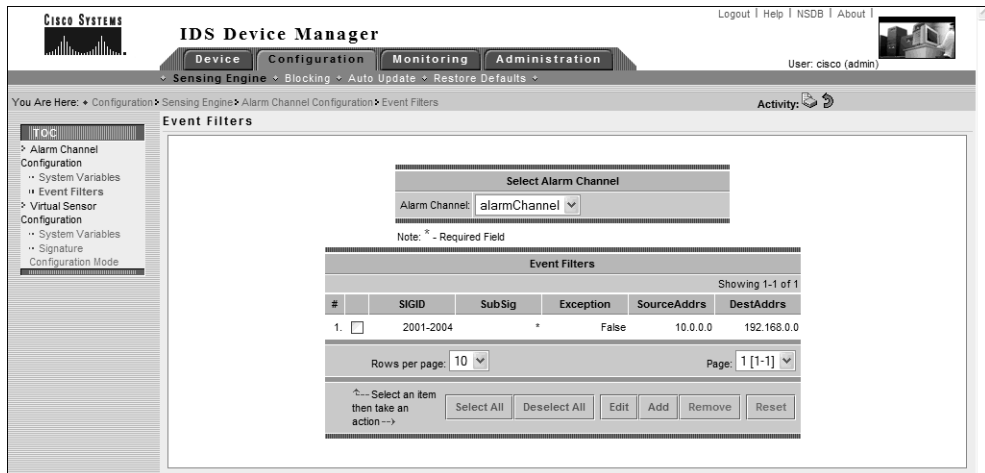 CISCO SYSTEMS
Logout | Help | NSDB | About |
IDS Device Manager
Device Configuration Monitoring Administration
User: cisco (admin)
Sensing Engine Blocking Auto Update Restore Defaults
You Are Here: Configuration Sensing Engine Alarm Channel Configuration Event Filters
Activity:
TOC
Alarm Channel
Configuration
System Variables
Event Filters
Virtual Sensor
Configuration
System Variables
Signature
Configuration Mode
Event Filters
Select Alarm Channel
Alarm Channel: alarmChannel
Note: * - Required Field
Event Filters
Showing 1-1 of 1
# SIGID SubSig Exception SourceAddrs DestAddrs
1. 2001-2004 * False 10.0.0.0 192.168.0.0
Rows per page: 10 Page: 1 [1-1]
Select an item
then take an
action -->
Select All Deselect All Edit Add Remove Reset